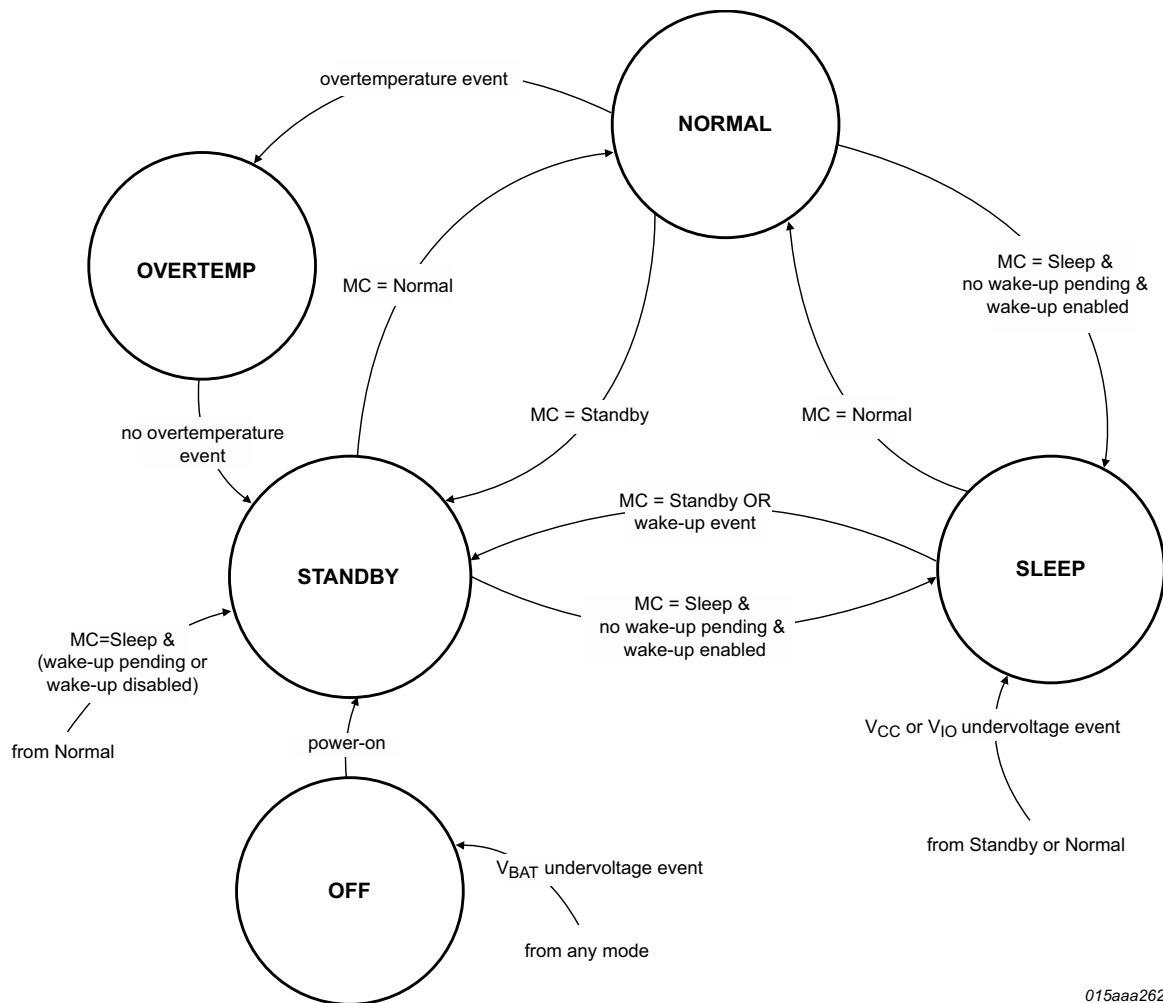 overtemperature event
NORMAL
OVERTEMP
MC = Normal
MC = Sleep &
no wake-up pending &
wake-up enabled
no overtemperature
event
MC = Standby
MC = Normal
MC = Standby OR
wake-up event
STANDBY
SLEEP
MC = Sleep &
no wake-up pending &
wake-up enabled
MC=Sleep &
(wake-up pending or
wake-up disabled)
from Normal
power-on
VCC or VIO undervoltage event
from Standby or Normal
OFF
VBAT undervoltage event
from any mode
015aaa262